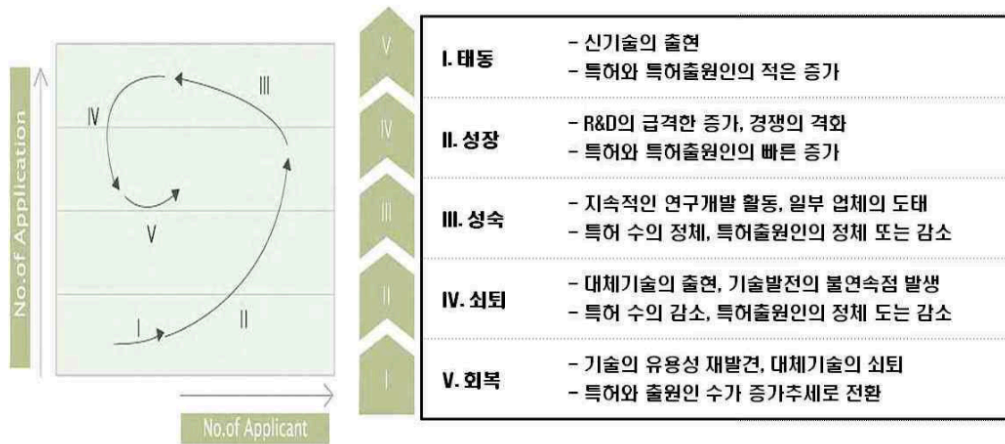 No.of Application
No.of Applicant
I
II
III
IV
V
V
IV
III
II
I
I. 태동
- 신기술의 출현
- 특허와 특허출원인의 적은 증가
II. 성장
- R&D의 급격한 증가, 경쟁의 격화
- 특허와 특허출원인의 빠른 증가
III. 성숙
- 지속적인 연구개발 활동, 일부 업체의 도태
- 특허 수의 정체, 특허출원인의 정체 또는 감소
IV. 쇠퇴
- 대체기술의 출현, 기술발전의 불연속점 발생
- 특허 수의 감소, 특허출원인의 정체 도는 감소
V. 회복
- 기술의 유용성 재발견, 대체기술의 쇠퇴
- 특허와 출원인 수가 증가추세로 전환